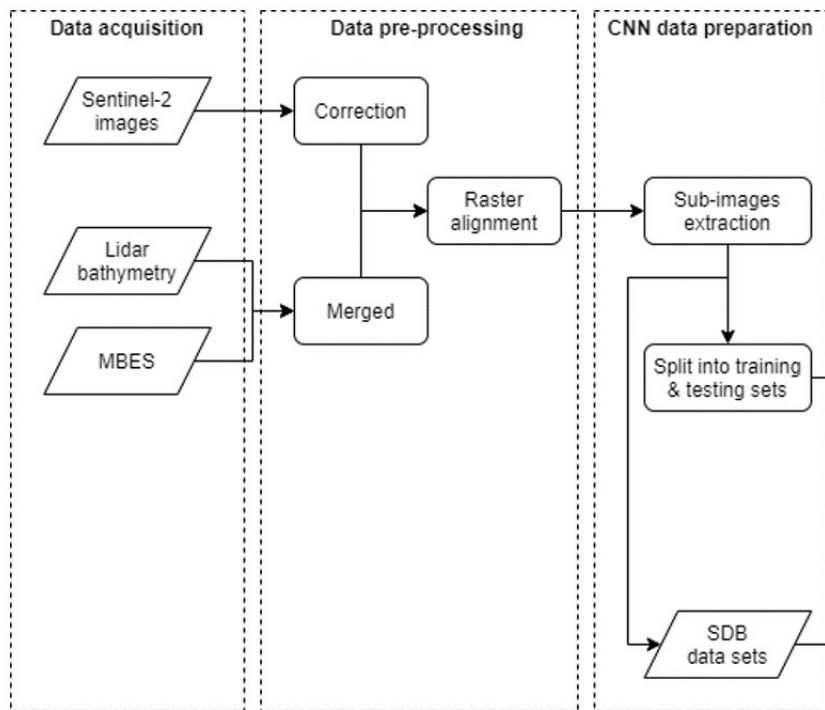 Data acquisition
Data pre-processing
CNN data preparation
Sentinel-2
images
Correction
Raster
alignment
Sub-images
extraction
Lidar
bathymetry
Merged
MBES
Split into training
& testing sets
SDB
data sets